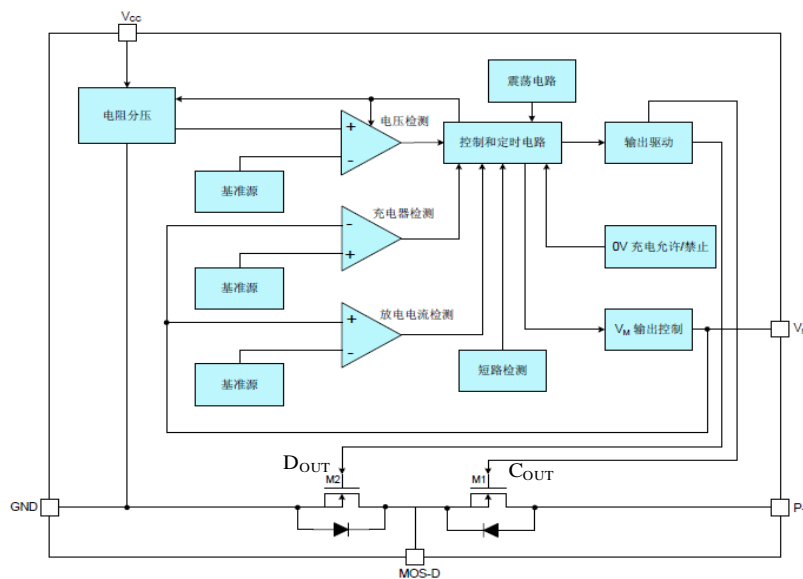 VCC
震荡电路
电阻分压
电压检测
+
-
控制和定时电路
输出驱动
基准源
充电器检测
-
+
0V 充电允许/禁止
基准源
放电电流检测
+
-
VM 输出控制
短路检测
基准源
DOUT
M2
COUT
M1
GND
MOS-D